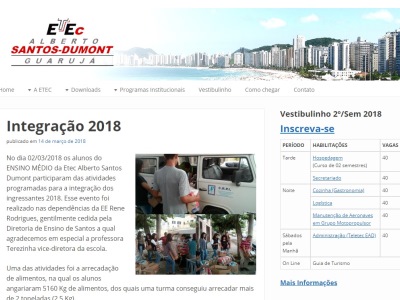 ETEc
ALBERTO
SANTOS-DUMONT
GUARUJÁ
Home A ETEC Downloads Programas Institucionais Vestibulinho Como chegar Contato
Integração 2018
publicado em 14 de março de 2018
No dia 02/03/2018 os alunos do
ENSINO MÉDIO da Etec Alberto Santos
Dumont participaram das atividades
programadas para a integração dos
ingressantes 2018. Esse evento foi
realizado nas dependências da EE Rene
Rodrigues, gentilmente cedida pela
Diretoria de Ensino de Santos a qual
agradecemos em especial a professora
Terezinha vice-diretora da escola.
Uma das atividades foi a arrecadação
de alimentos, na qual os alunos
angariaram 5160 Kg de alimentos, dos quais uma turma conseguiu arrecadar mais
de 2 toneladas (2,5 Kg)
Vestibulinho 2º/Sem 2018
Inscreva-se
PERÍODO HABILITAÇÕES VAGAS
Tarde Hospedagem 40
(Curso de 02 semestres)
Secretariado 40
Noite Cozinha (Gastronomia) 40
Logística 40
Manutenção de Aeronaves 40
em Grupo Motopropulsor
Sábados Administração (Teletec EAD) 40
pela
Manhã
On Line Guia de Turismo
Mais Informações